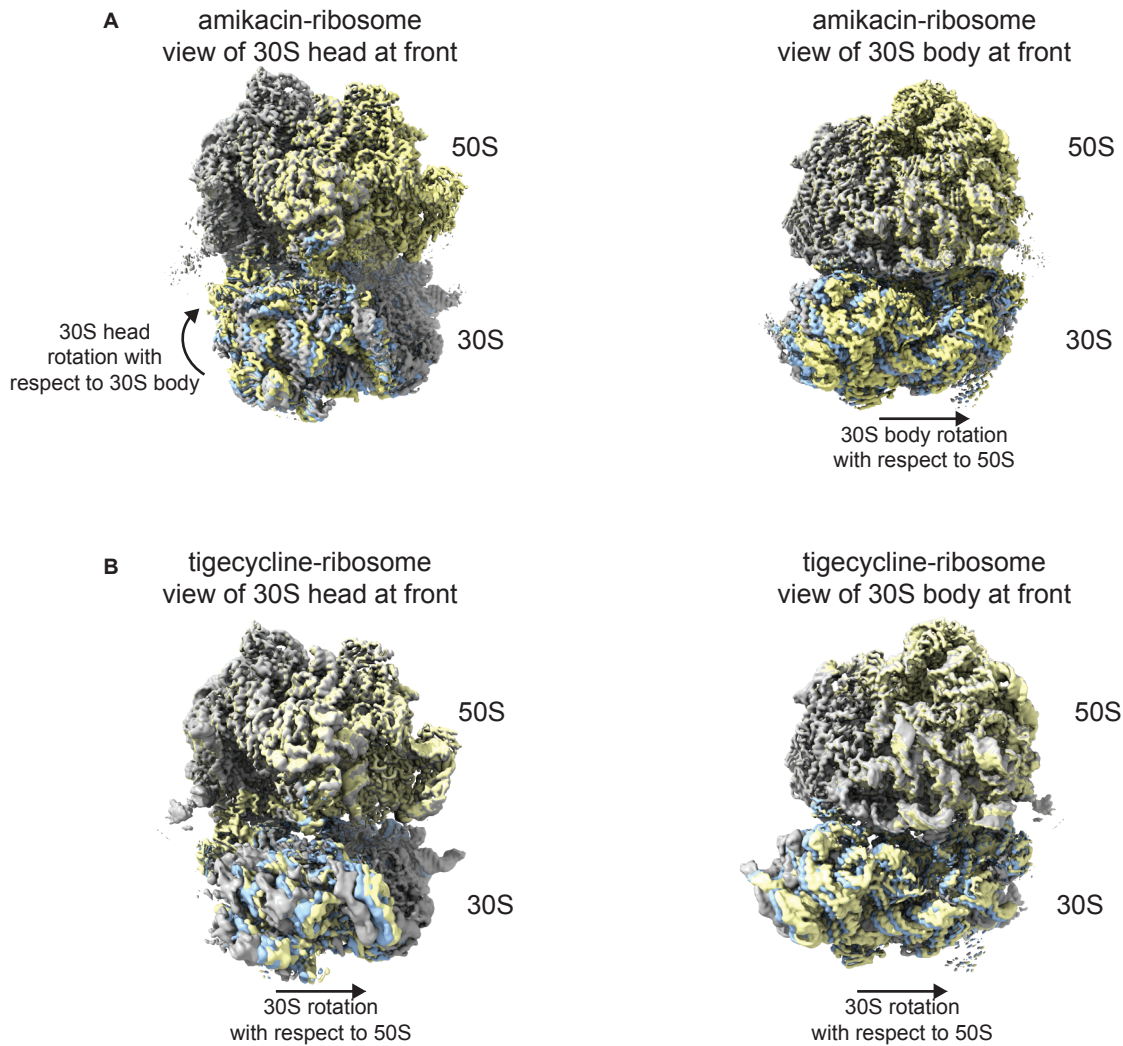 A
amikacin-ribosome
view of 30S head at front
50S
30S head
rotation with
respect to 30S body
30S
amikacin-ribosome
view of 30S body at front
50S
30S
30S body rotation
with respect to 50S
B
tigecycline-ribosome
view of 30S head at front
50S
30S
30S rotation
with respect to 50S
tigecycline-ribosome
view of 30S body at front
50S
30S
30S rotation
with respect to 50S